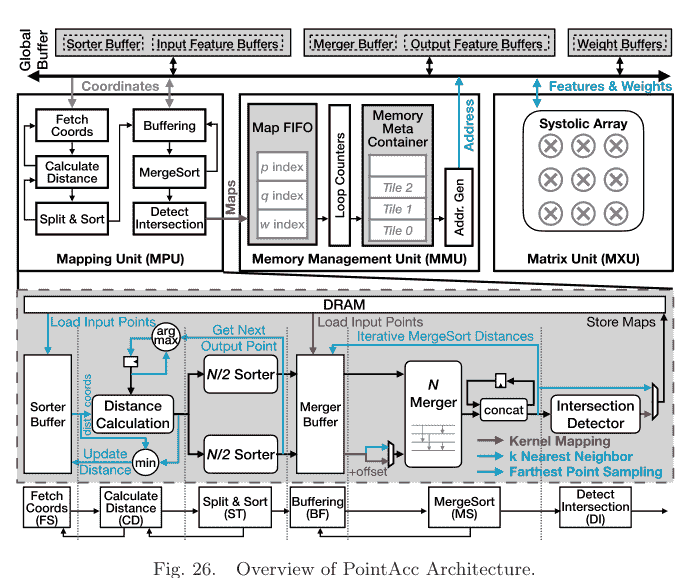 Global
Buffer
Sorter Buffer
Input Feature Buffers
Merger Buffer
Output Feature Buffers
Weight Buffers
Coordinates
Features & Weights
Fetch
Coords
Calculate
Distance
Split & Sort
Buffering
MergeSort
Detect
Intersection
Mapping Unit (MPU)
Maps
Map FIFO
p index
q index
w index
Loop Counters
Memory
Meta
Container
Tile 2
Tile 1
Tile 0
Addr. Gen
Address
Memory Management Unit (MMU)
Systolic Array
Matrix Unit (MXU)
DRAM
Load Input Points
arg
max
Get Next
Output Point
Load Input Points
Iterative MergeSort Distances
Store Maps
Sorter
Buffer
coords
dist
Distance
Calculation
Update
Distance
min
N/2 Sorter
N/2 Sorter
Merger
Buffer
+offset
N
Merger
concat
Intersection
Detector
Kernel Mapping
k Nearest Neighbor
Farthest Point Sampling
Fetch
Coords
(FS)
Calculate
Distance
(CD)
Split & Sort
(ST)
Buffering
(BF)
MergeSort
(MS)
Detect
Intersection
(DI)
Fig. 26. Overview of PointAcc Architecture.